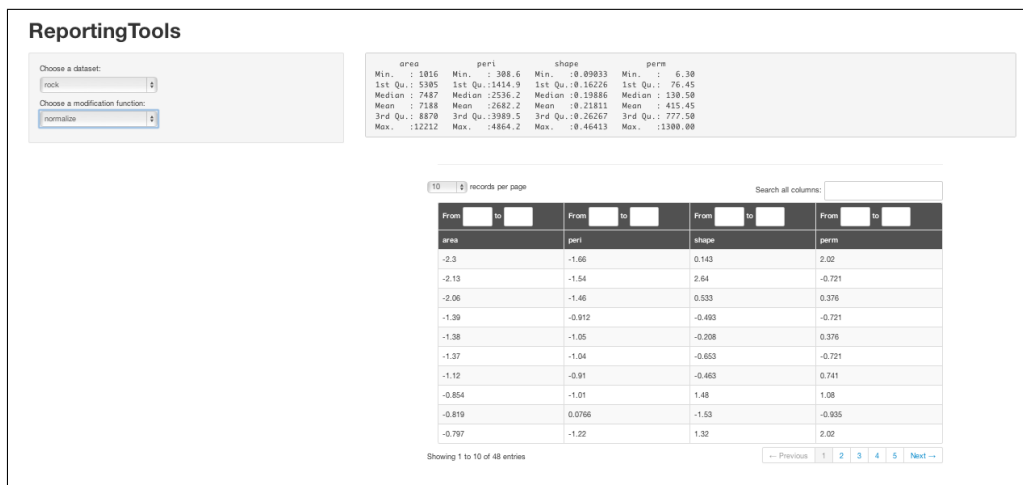 ReportingTools
Choose a dataset:
rock
Choose a modification function:
normalize
area peri shape perm
Min. : 1016 Min. : 308.6 Min. :0.09033 Min. : 6.30
1st Qu.: 5305 1st Qu.:1414.9 1st Qu.:0.16226 1st Qu.: 76.45
Median : 7487 Median :2536.2 Median :0.19886 Median : 130.50
Mean : 7188 Mean :2682.2 Mean :0.21811 Mean : 415.45
3rd Qu.: 8870 3rd Qu.:3989.5 3rd Qu.:0.26267 3rd Qu.: 777.50
Max. :12212 Max. :4864.2 Max. :0.46413 Max. :1300.00
10 records per page Search all columns:
From to From to From to From to
area peri shape perm
-2.3 -1.66 0.143 2.02
-2.13 -1.54 2.64 -0.721
-2.06 -1.46 0.533 0.376
-1.39 -0.912 -0.493 -0.721
-1.38 -1.05 -0.208 0.376
-1.37 -1.04 -0.653 -0.721
-1.12 -0.91 -0.463 0.741
-0.854 -1.01 1.48 1.08
-0.819 0.0766 -1.53 -0.935
-0.797 -1.22 1.32 2.02
Showing 1 to 10 of 48 entries ← Previous 1 2 3 4 5 Next →